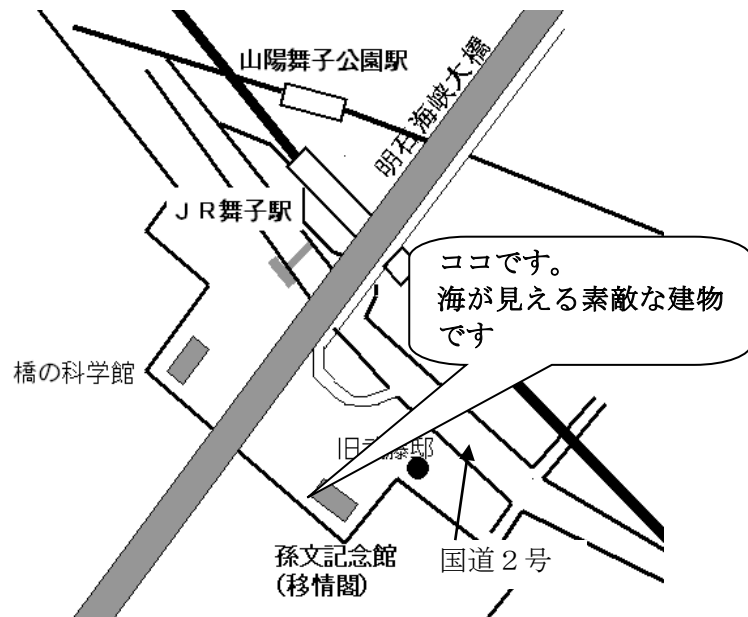 山陽舞子公園駅
明石海峡大橋
ＪＲ舞子駅
ココです。
海が見える素敵な建物
です
橋の科学館
旧 藤邸
国道２号
孫文記念館
(移情閣)